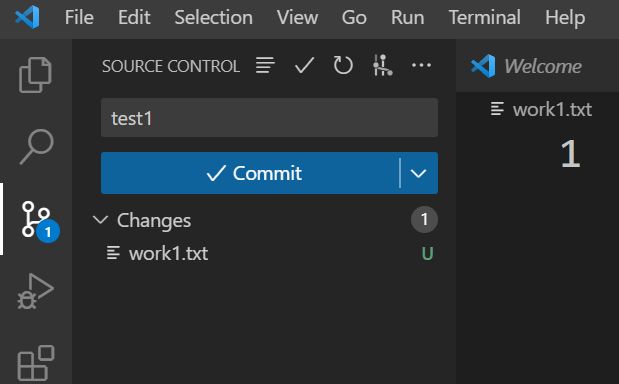 File Edit Selection View Go Run Terminal Help
SOURCE CONTROL
Welcome
test1
work1.txt
Commit
1
Changes 1
1
work1.txt U